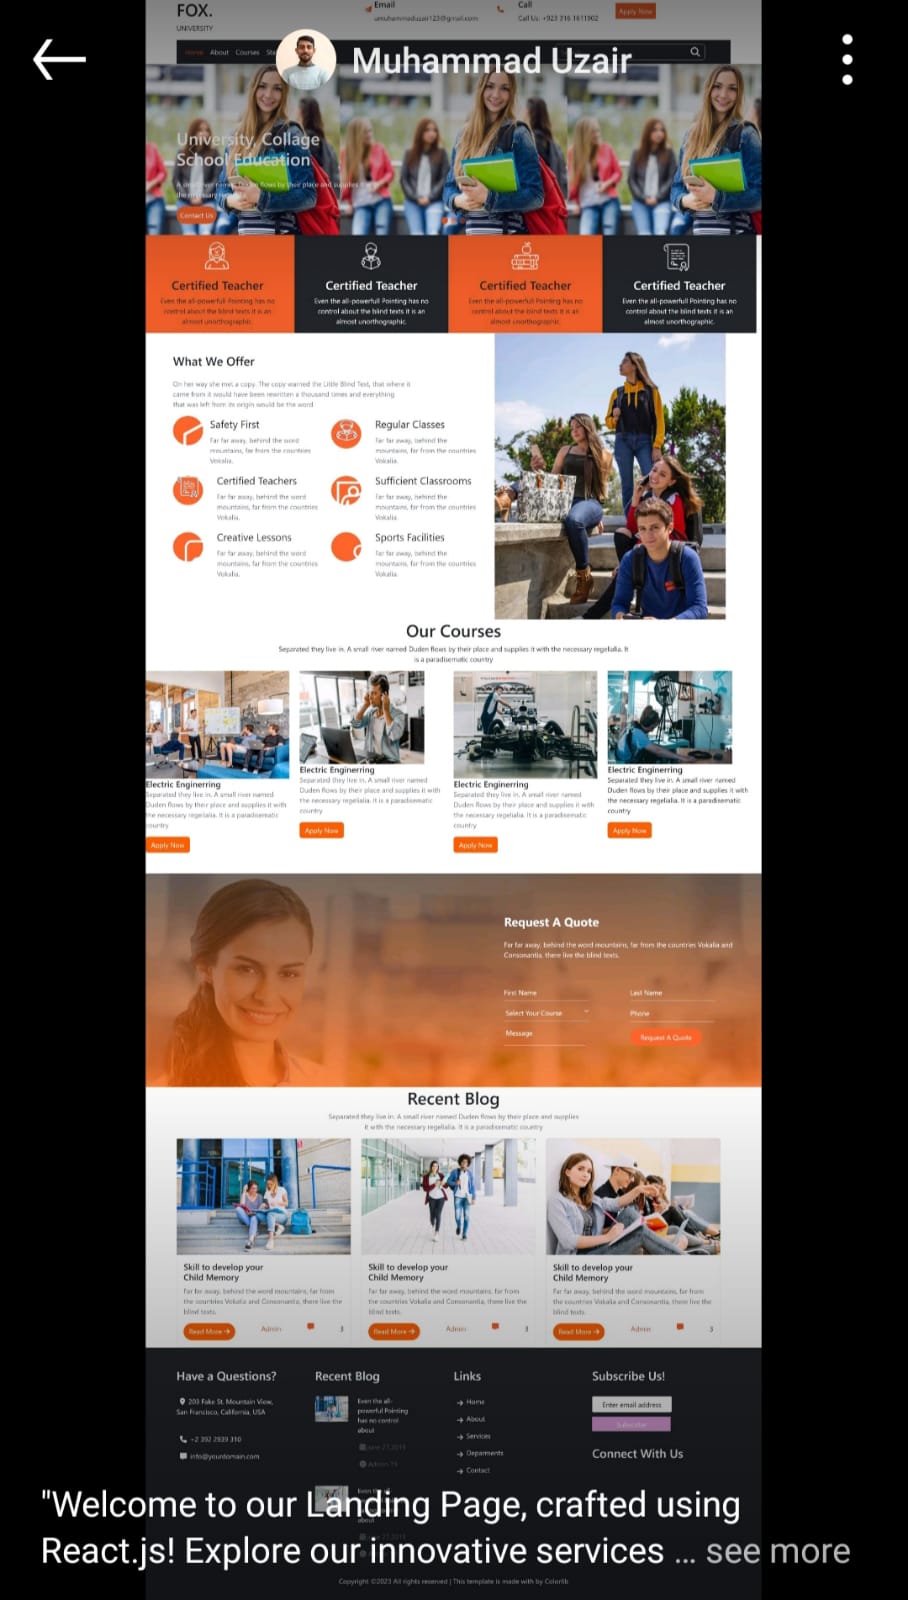 FOX.
UNIVERSITY
Email
umuhammaduzair123@gmail.com
Call
Call Us: +923 316 1611902
Apply Now
Home About Courses
Muhammad Uzair
University, Collage
School Education
Contact Us
Certified Teacher
Even the all-powerfull Pointing has no
control about the blind texts it is an
almost unorthographic.
Certified Teacher
Even the all-powerfull Pointing has no
control about the blind texts it is an
almost unorthographic.
Certified Teacher
Even the all-powerfull Pointing has no
control about the blind texts it is an
almost unorthographic.
Certified Teacher
Even the all-powerfull Pointing has no
control about the blind texts it is an
almost unorthographic.
What We Offer
On her way she met a copy. The copy warned the Little Blind Text, that where it
came from it would have been rewritten a thousand times and everything
that was left from its origin would be the word
Safety First
Far far away, behind the word
mountains, far from the countries
Vokalia.
Regular Classes
Far far away, behind the
mountains, far from the countries
Vokalia.
Certified Teachers
Far far away, behind the word
mountains, far from the countries
Vokalia.
Sufficient Classrooms
Far far away, behind the
mountains, far from the countries
Vokalia.
Creative Lessons
Far far away, behind the word
mountains, far from the countries
Vokalia.
Sports Facilities
Far far away, behind the
mountains, far from the countries
Vokalia.
Our Courses
Separated they live in. A small river named Duden flows by their place and supplies it with the necessary regelialia. It
is a paradisematic country
Electric Enginerring
Separated they live in. A small river named
Duden flows by their place and supplies it with
the necessary regelialia. It is a paradisematic
country
Apply Now
Electric Enginerring
Separated they live in. A small river named
Duden flows by their place and supplies it with
the necessary regelialia. It is a paradisematic
country
Apply Now
Electric Enginerring
Separated they live in. A small river named
Duden flows by their place and supplies it with
the necessary regelialia. It is a paradisematic
country
Apply Now
Electric Enginerring
Separated they live in. A small river named
Duden flows by their place and supplies it with
the necessary regelialia. It is a paradisematic
country
Apply Now
Request A Quote
Far far away, behind the word mountains, far from the countries Vokalia and
Consonantia, there live the blind texts.
First Name
Last Name
Select Your Course
Phone
Message
Request A Quote
Recent Blog
Separated they live in. A small river named Duden flows by their place and supplies
it with the necessary regelialia. It is a paradisematic country
Skill to develop your
Child Memory
Far far away, behind the word mountains, far from
the countries Vokalia and Consonantia, there live the
blind texts.
Read More
Admin
3
Skill to develop your
Child Memory
Far far away, behind the word mountains, far from
the countries Vokalia and Consonantia, there live the
blind texts.
Read More
Admin
3
Skill to develop your
Child Memory
Far far away, behind the word mountains, far from
the countries Vokalia and Consonantia, there live the
blind texts.
Read More
Admin
3
Have a Questions?
203 Fake St. Mountain View,
San Francisco, California, USA
+2 392 2939 210
info@yourdomain.com
Recent Blog
Even the all-
powerful Pointing
has no control
about
June 27,2019
Admin 19
Even the all-
about
June 27,2019
Links
Home
About
Services
Deparments
Contact
Subscribe Us!
Enter email address
Subscribe
Connect With Us
"Welcome to our Landing Page, crafted using
React.js! Explore our innovative services ... see more
Copyright ©2023 All rights reserved | This template is made with by Colorlib